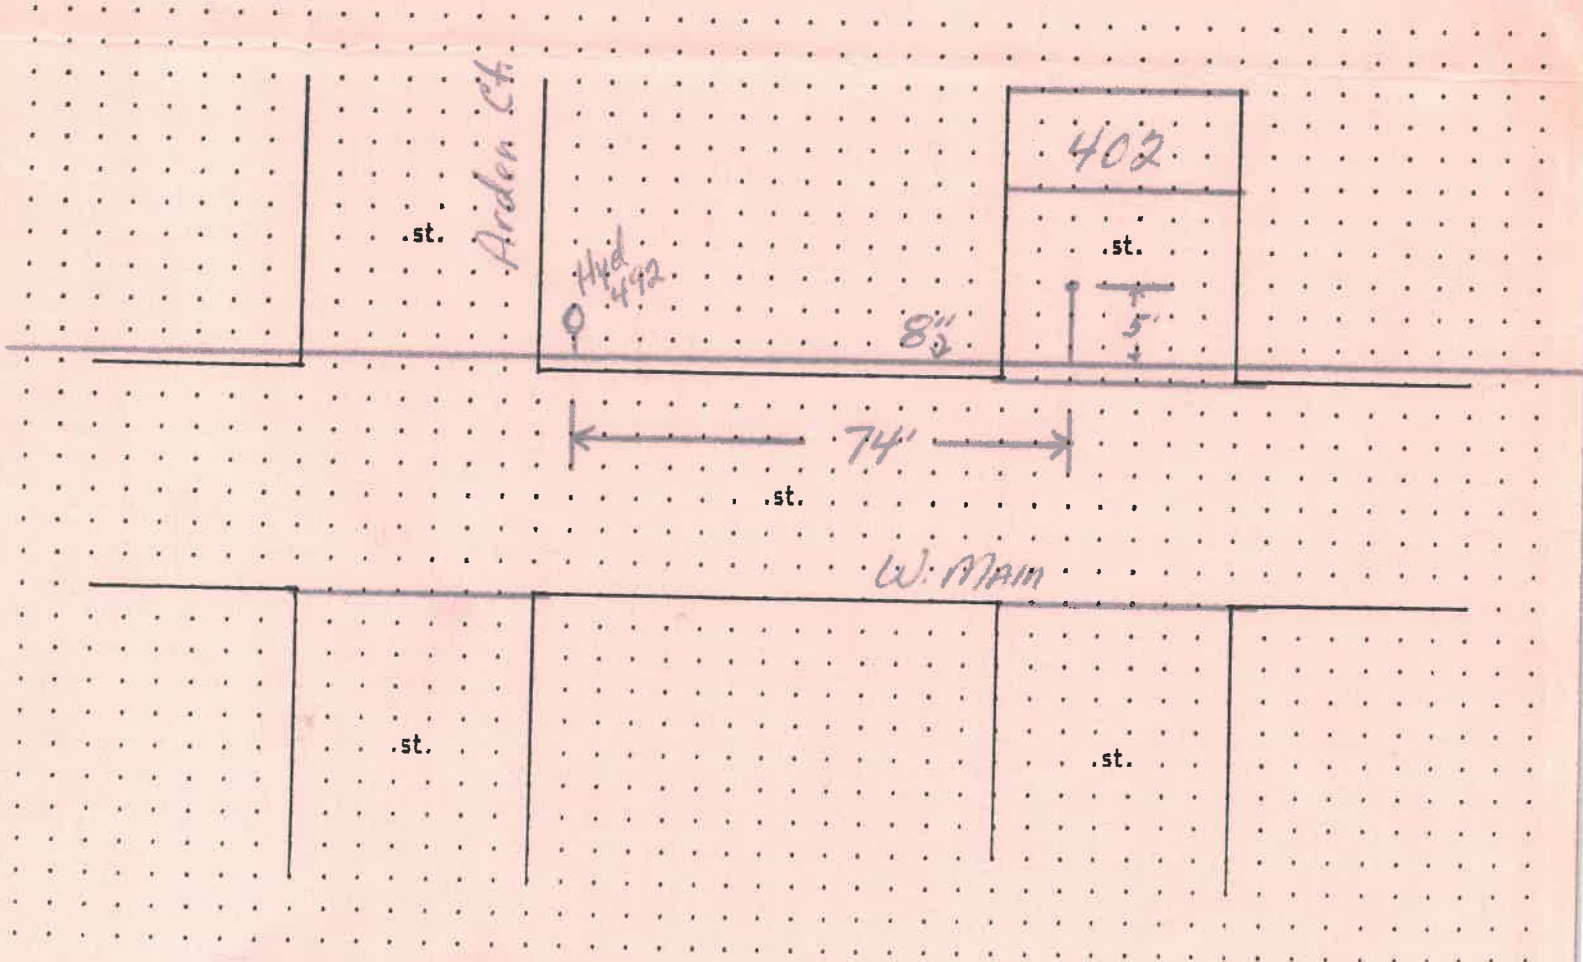 Arden Ct.
402
.st.
.st.
Hyd
492
8"
5'
74'
.st.
W. Main
.st.
.st.